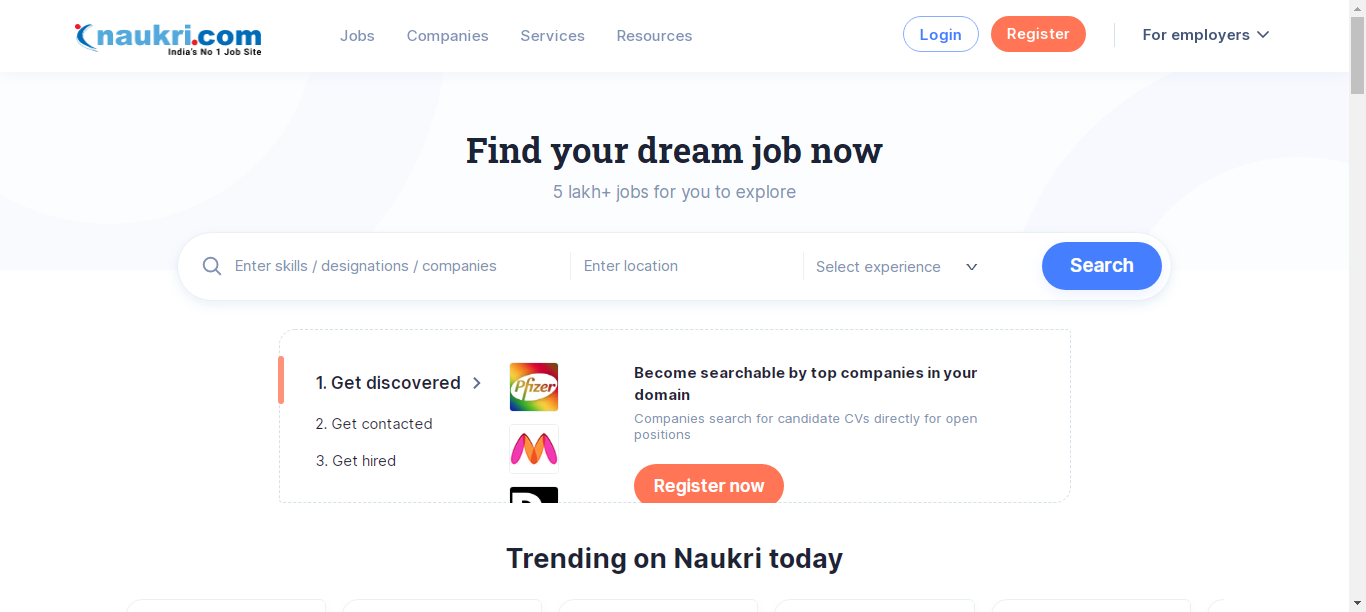 naukri.com
India's No 1 Job Site
Jobs Companies Services Resources
Login Register For employers
Find your dream job now
5 lakh+ jobs for you to explore
Enter skills / designations / companies Enter location Select experience Search
1. Get discovered
2. Get contacted
3. Get hired
Pfizer
Become searchable by top companies in your
domain
Companies search for candidate CVs directly for open
positions
Register now
Trending on Naukri today